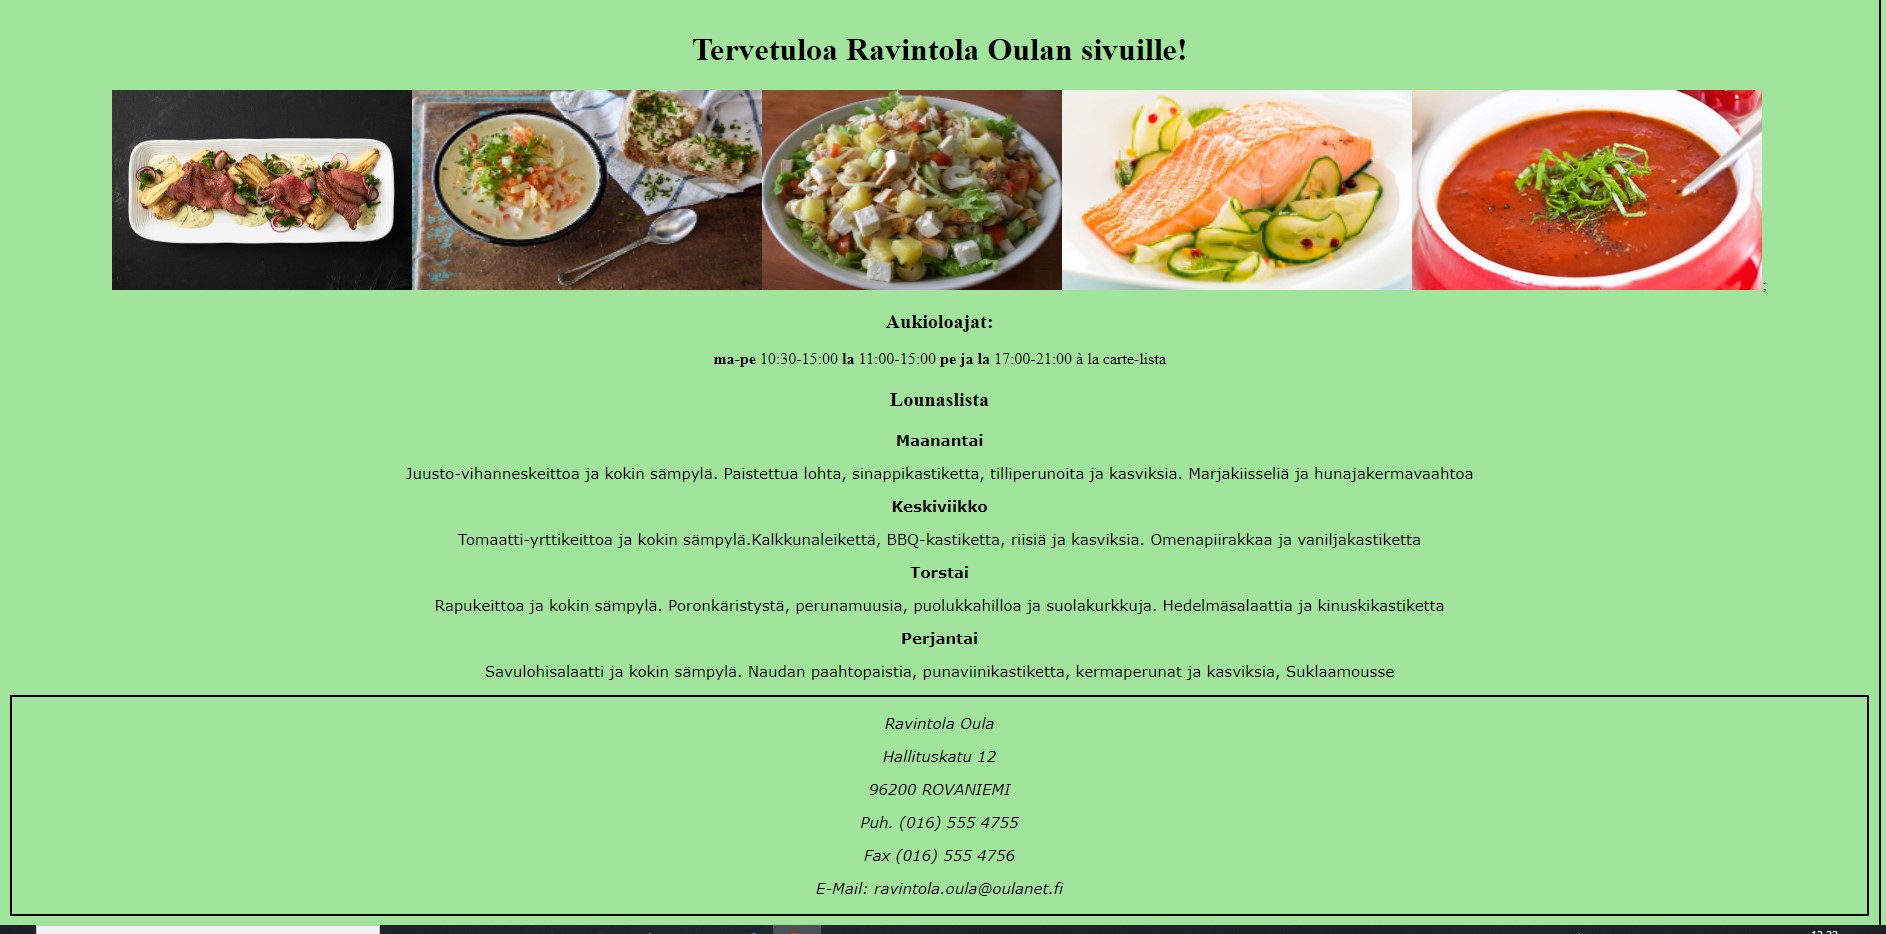 Tervetuloa Ravintola Oulan sivuille!
;
Aukioloajat:
ma-pe 10:30-15:00 la 11:00-15:00 pe ja la 17:00-21:00 à la carte-lista
Lounaslista
Maanantai
Juusto-vihanneskeittoa ja kokin sämpylä. Paistettua lohta, sinappikastiketta, tilliperunoita ja kasviksia. Marjakiisseliä ja hunajakermavaahtoa
Keskiviikko
Tomaatti-yrttikeittoa ja kokin sämpylä.Kalkkunaleikettä, BBQ-kastiketta, riisiä ja kasviksia. Omenapiirakkaa ja vaniljakastiketta
Torstai
Rapukeittoa ja kokin sämpylä. Poronkäristystä, perunamuusia, puolukkahilloa ja suolakurkkuja. Hedelmäsalaattia ja kinuskikastiketta
Perjantai
Savulohisalaatti ja kokin sämpylä. Naudan paahtopaistia, punaviinikastiketta, kermaperunat ja kasviksia, Suklaamousse
Ravintola Oula
Hallituskatu 12
96200 ROVANIEMI
Puh. (016) 555 4755
Fax (016) 555 4756
E-Mail: ravintola.oula@oulanet.fi